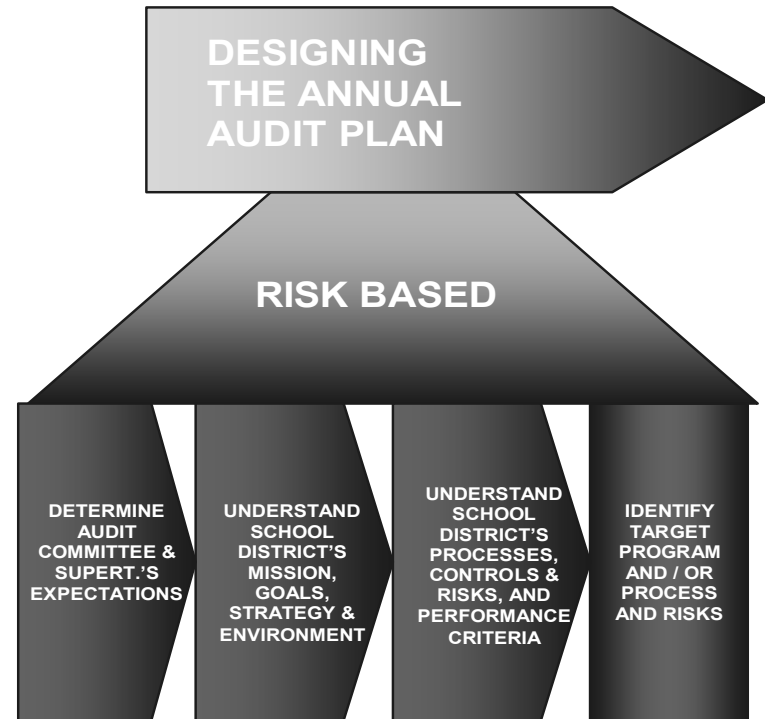 DESIGNING
THE ANNUAL
AUDIT PLAN
RISK BASED
DETERMINE
AUDIT
COMMITTEE &
SUPERT.'S
EXPECTATIONS
UNDERSTAND
SCHOOL
DISTRICT'S
MISSION,
GOALS,
STRATEGY &
ENVIRONMENT
UNDERSTAND
SCHOOL
DISTRICT'S
PROCESSES,
CONTROLS &
RISKS, AND
PERFORMANCE
CRITERIA
IDENTIFY
TARGET
PROGRAM
AND / OR
PROCESS
AND RISKS